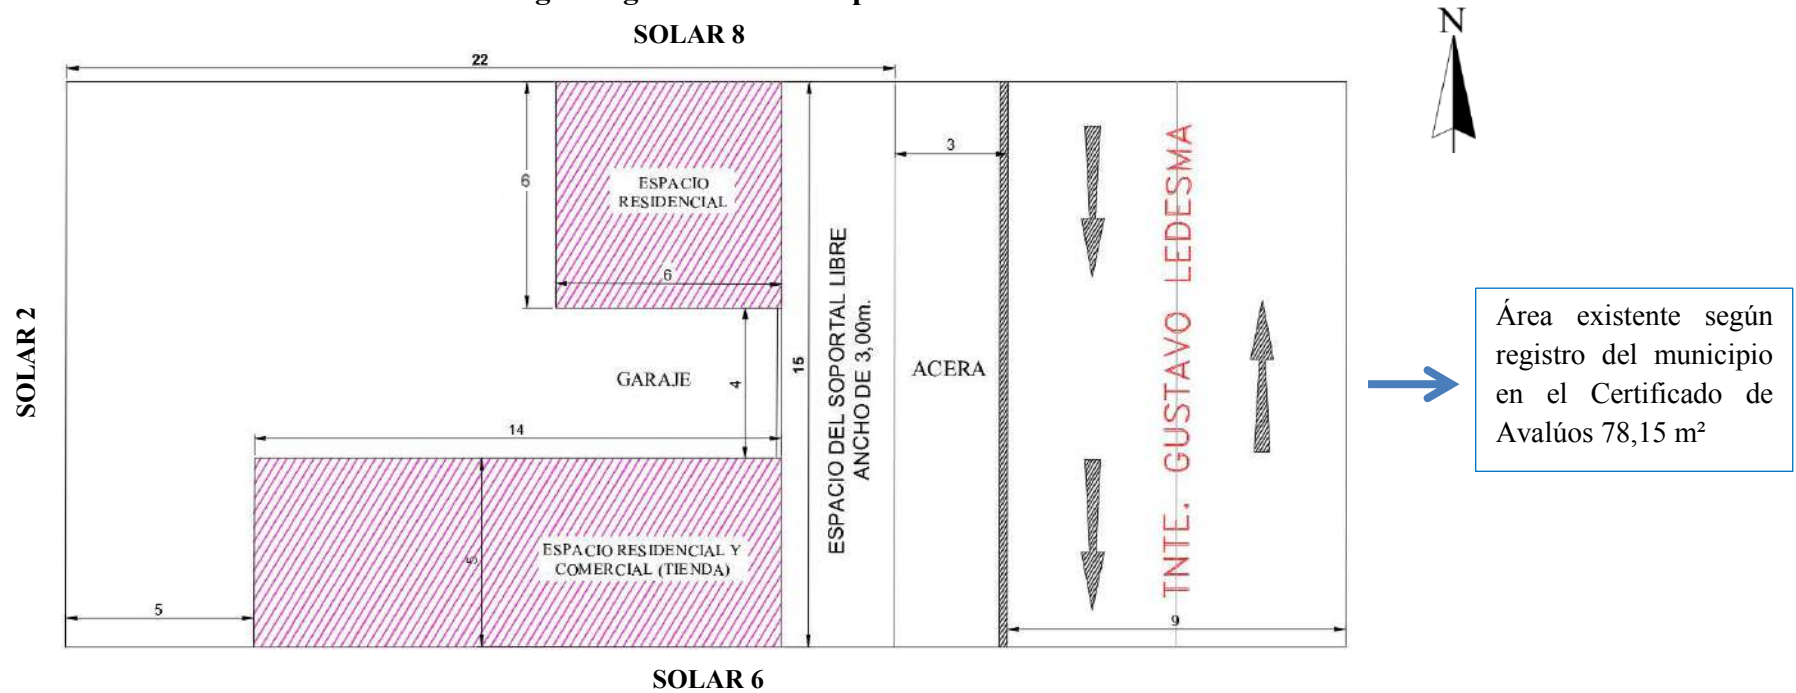 SOLAR 8
N
22
3
6
ESPACIO
RESIDENCIAL
6
SOLAR 2
GARAJE
4
15
ESPACIO DEL SOPORTAL LIBRE
ANCHO DE 3,00m.
ACERA
TNTE. GUSTAVO LEDESMA
Área existente según
registro del municipio
en el Certificado de
Avalúos 78,15 m²
14
5
ESPACIO RESIDENCIAL Y
COMERCIAL (TIENDA)
5
9
SOLAR 6